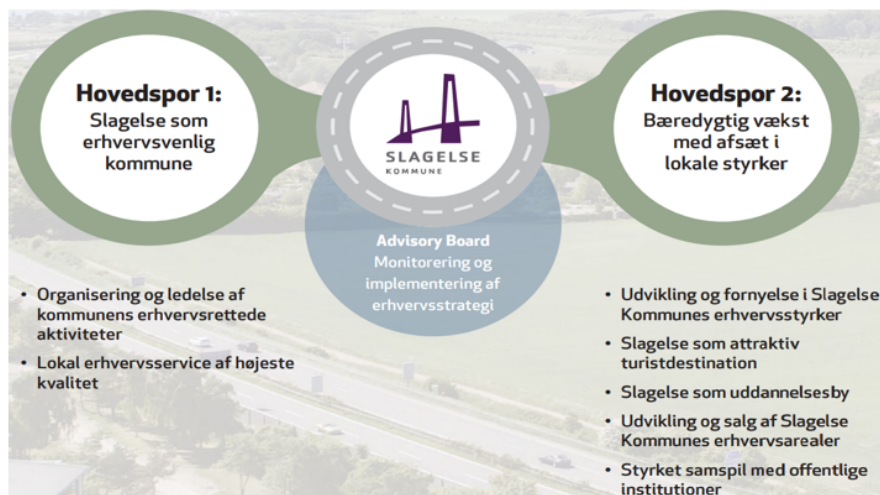 Hovedspor 1:
Slagelse som
erhvervsvenlig
kommune
SLAGELSE
KOMMUNE
Hovedspor 2:
Bæredygtig vækst
med afsæt i
lokale styrker
Advisory Board
Monitorering og
implementering af
erhvervsstrategi
• Organisering og ledelse af
kommunens erhvervsrettede
aktiviteter
• Lokal erhvervsservice af højeste
kvalitet
• Udvikling og fornyelse i Slagelse
Kommunes erhvervsstyrker
• Slagelse som attraktiv
turistdestination
• Slagelse som uddannelsesby
• Udvikling og salg af Slagelse
Kommunes erhvervsarealer
• Styrket samspil med offentlige
institutioner